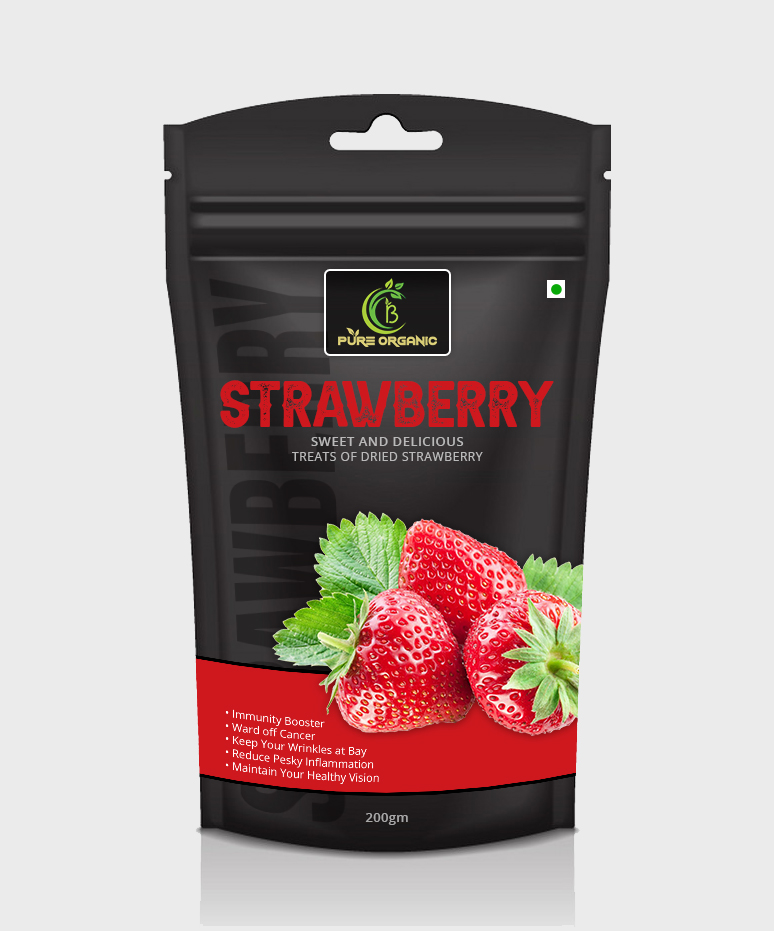 B
PURE ORGANIC
STRAWBERRY
STRAWBERRY
SWEET AND DELICIOUS
TREATS OF DRIED STRAWBERRY
• Immunity Booster
• Ward off Cancer
• Keep Your Wrinkles at Bay
• Reduce Pesky Inflammation
• Maintain Your Healthy Vision
200gm